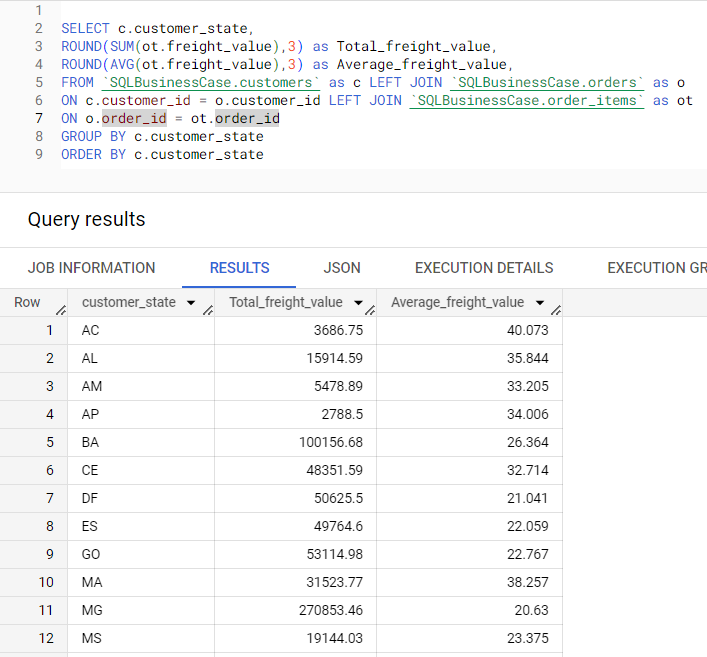 1
2 SELECT c.customer_state,
3 ROUND(SUM(ot.freight_value),3) as Total_freight_value,
4 ROUND(AVG(ot.freight_value),3) as Average_freight_value,
5 FROM `SQLBusinessCase.customers` as c LEFT JOIN `SQLBusinessCase.orders` as o
6 ON c.customer_id = o.customer_id LEFT JOIN `SQLBusinessCase.order_items` as ot
7 ON o.order_id = ot.order_id
8 GROUP BY c.customer_state
9 ORDER BY c.customer_state
Query results
JOB INFORMATION RESULTS JSON EXECUTION DETAILS EXECUTION GR
Row customer_state Total_freight_value Average_freight_value
1 AC 3686.75 40.073
2 AL 15914.59 35.844
3 AM 5478.89 33.205
4 AP 2788.5 34.006
5 BA 100156.68 26.364
6 CE 48351.59 32.714
7 DF 50625.5 21.041
8 ES 49764.6 22.059
9 GO 53114.98 22.767
10 MA 31523.77 38.257
11 MG 270853.46 20.63
12 MS 19144.03 23.375